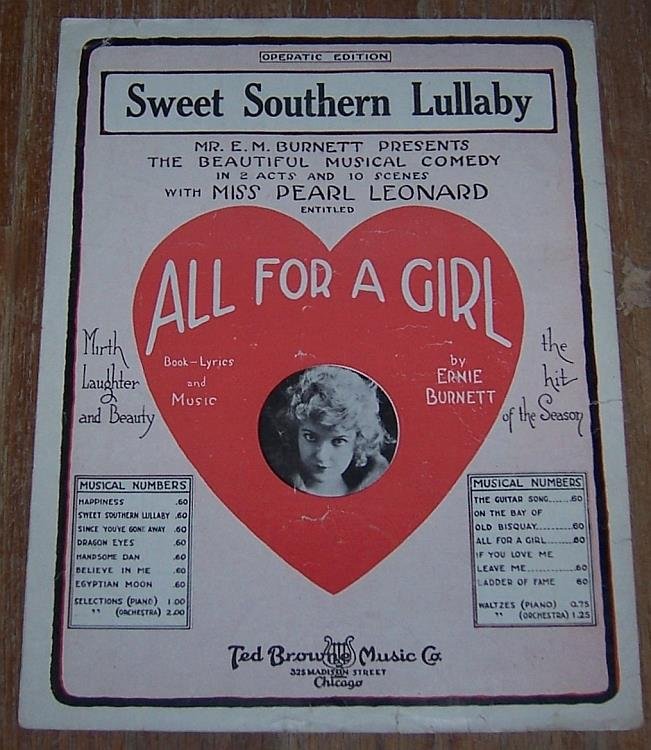 OPERATIC EDITION
Sweet Southern Lullaby
MR. E. M. BURNETT PRESENTS
THE BEAUTIFUL MUSICAL COMEDY
IN 2 ACTS AND 10 SCENES
WITH MISS PEARL LEONARD
ENTITLED
ALL FOR A GIRL
Mirth
Laughter
and Beauty
Book-Lyrics
and
Music
by
ERNIE
BURNETT
the
hit
of the Season
MUSICAL NUMBERS
HAPPINESS .60
SWEET SOUTHERN LULLABY .60
SINCE YOU'VE GONE AWAY .60
DRAGON EYES .60
HANDSOME DAN .60
BELIEVE IN ME .60
EGYPTIAN MOON .60
SELECTIONS (PIANO) 1.00
" (ORCHESTRA) 2.00
MUSICAL NUMBERS
THE GUITAR SONG......60
ON THE BAY OF
OLD BISQUAY..........60
ALL FOR A GIRL.......60
IF YOU LOVE ME
LEAVE ME............60
LADDER OF FAME 60
WALTZES (PIANO) 0.75
" (ORCHESTRA) 1.25
Ted Browne Music Co.
325 MADISON STREET
Chicago